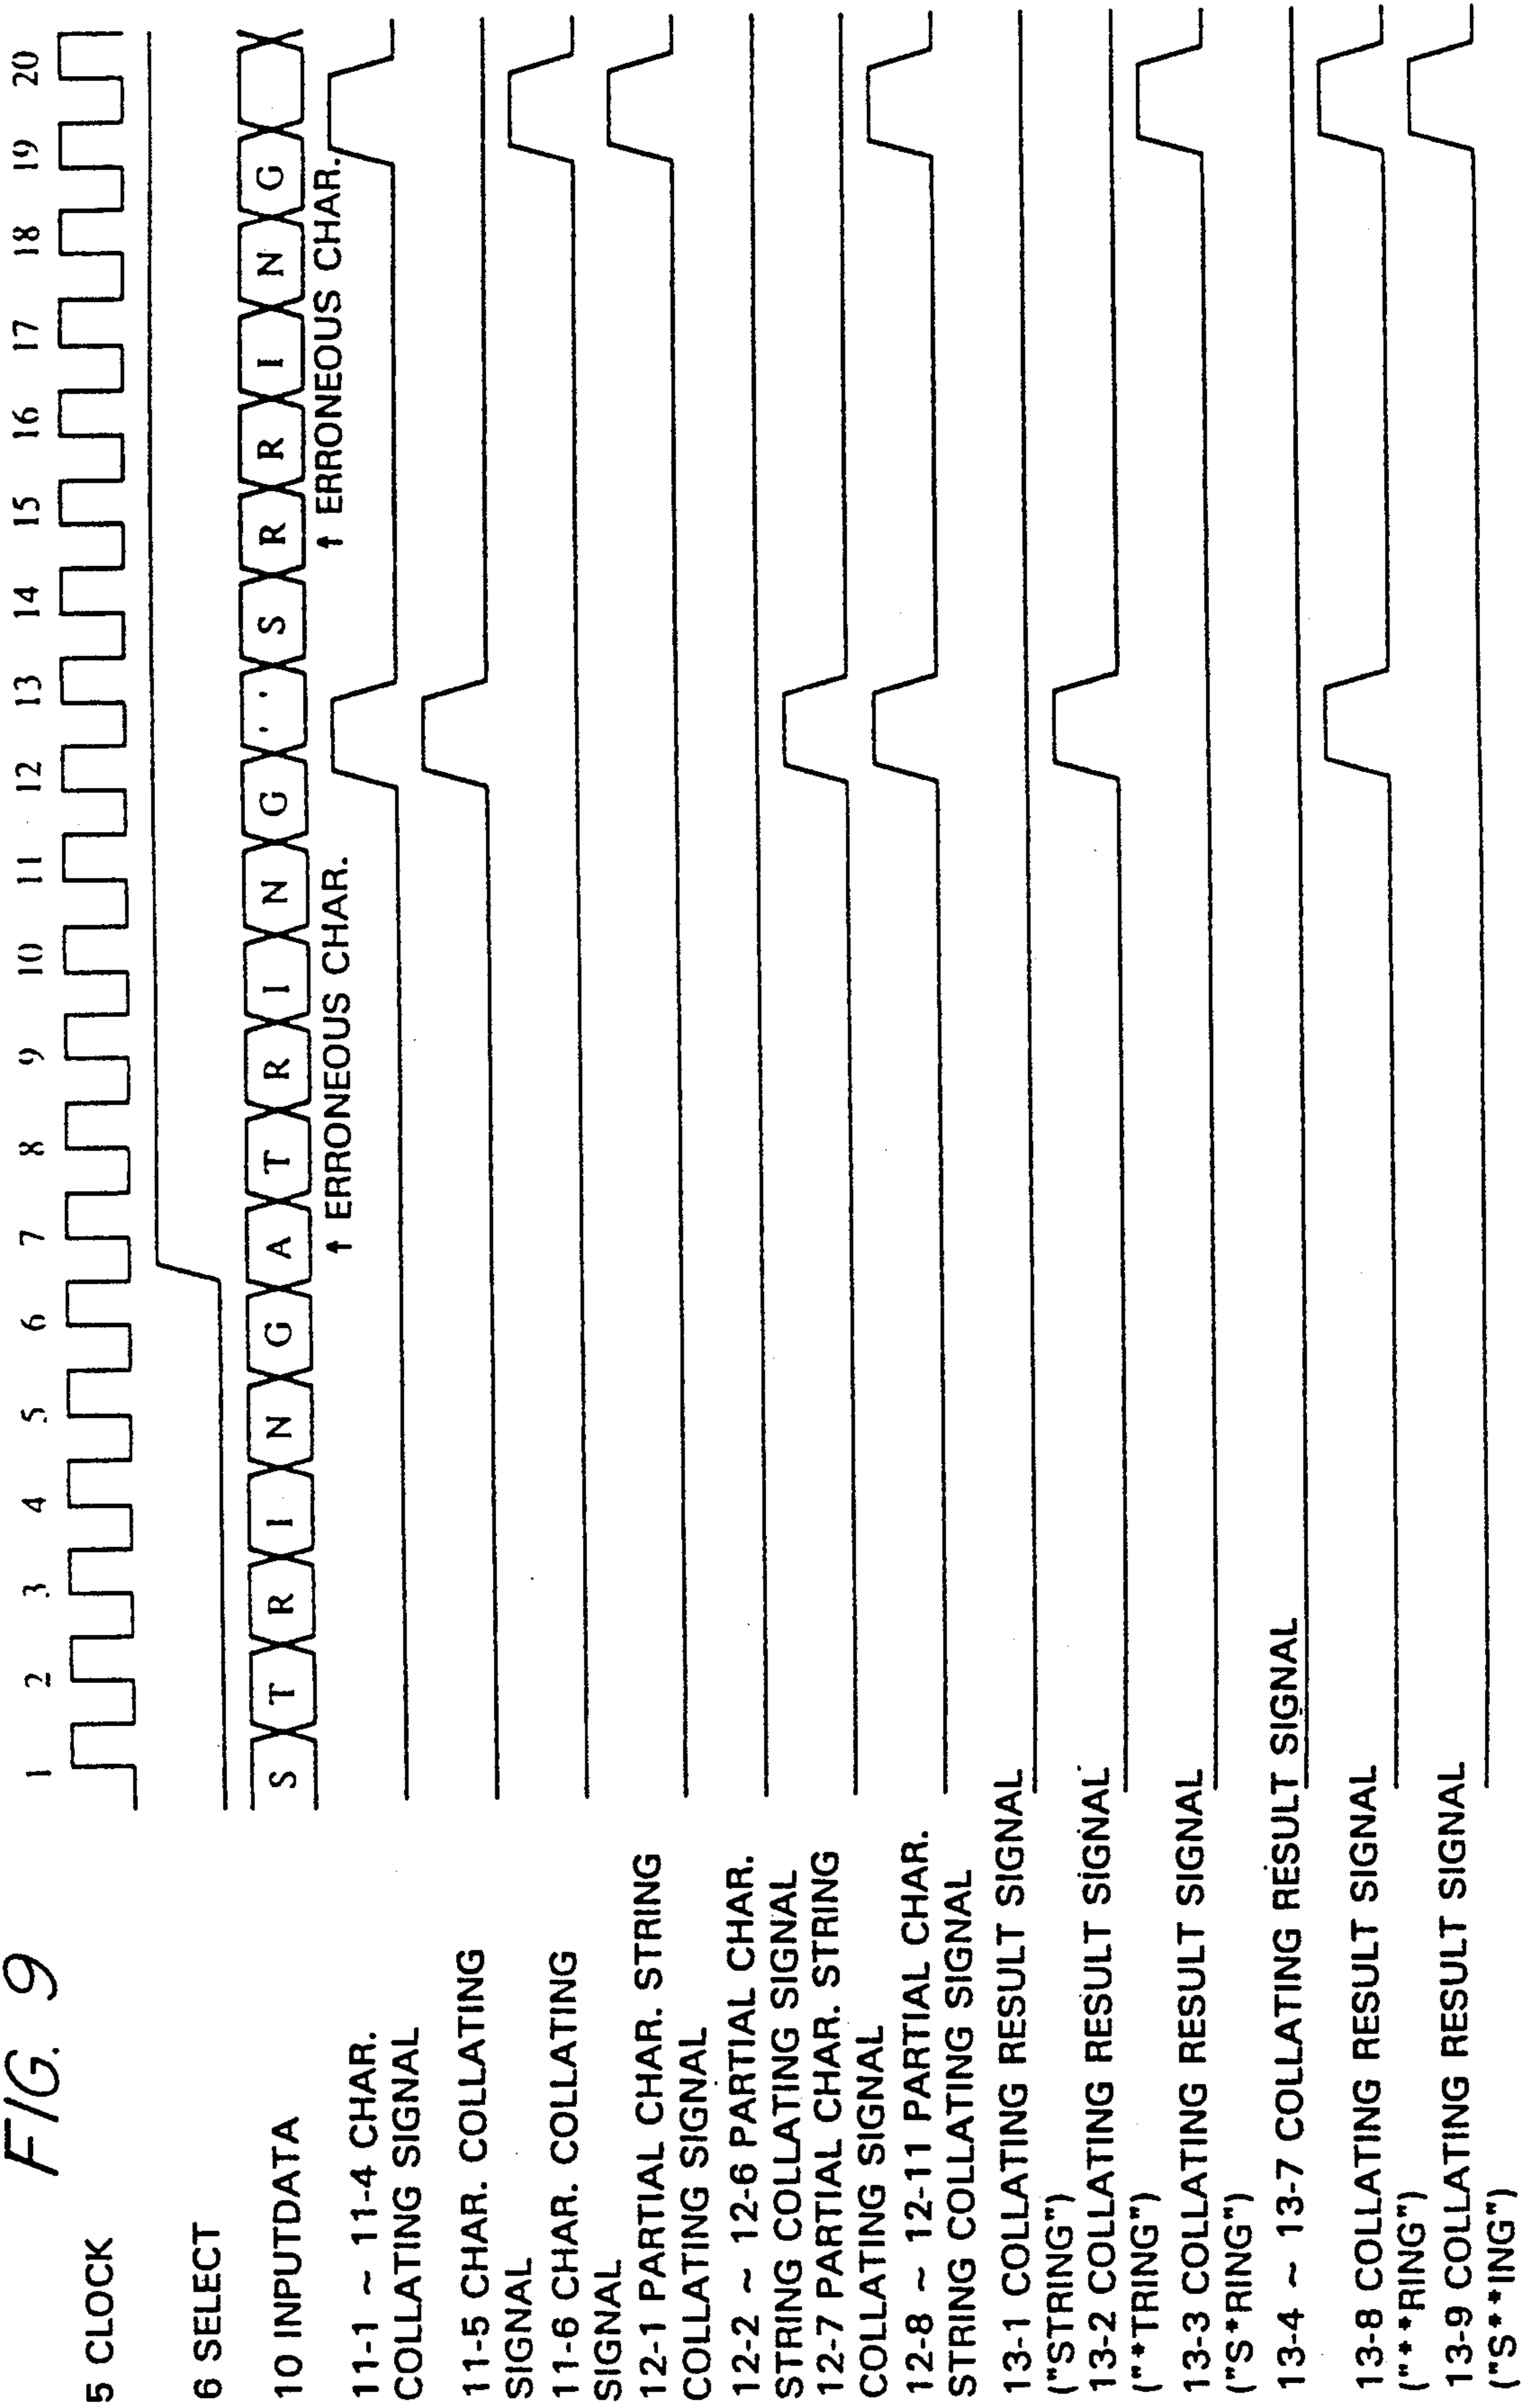 FIG. 9
1 2 3 4 5 6 7 8 9 10 11 12 13 14 15 16 17 18 19 20
5 CLOCK
6 SELECT
10 INPUTDATA
S T R I N G A T R I N G ' ' S R R I N G
↑ ERRONEOUS CHAR.
↑ ERRONEOUS CHAR.
11-1 ~ 11-4 CHAR.
COLLATING SIGNAL
11-5 CHAR. COLLATING
SIGNAL
11-6 CHAR. COLLATING
SIGNAL
12-1 PARTIAL CHAR. STRING
COLLATING SIGNAL
12-2 ~ 12-6 PARTIAL CHAR.
STRING COLLATING SIGNAL
12-7 PARTIAL CHAR. STRING
COLLATING SIGNAL
12-8 ~ 12-11 PARTIAL CHAR.
STRING COLLATING SIGNAL
13-1 COLLATING RESULT SIGNAL
("STRING")
13-2 COLLATING RESULT SIGNAL
("*TRING")
13-3 COLLATING RESULT SIGNAL
("S*RING")
13-4 ~ 13-7 COLLATING RESULT SIGNAL
13-8 COLLATING RESULT SIGNAL
("**RING")
13-9 COLLATING RESULT SIGNAL
("S**ING")